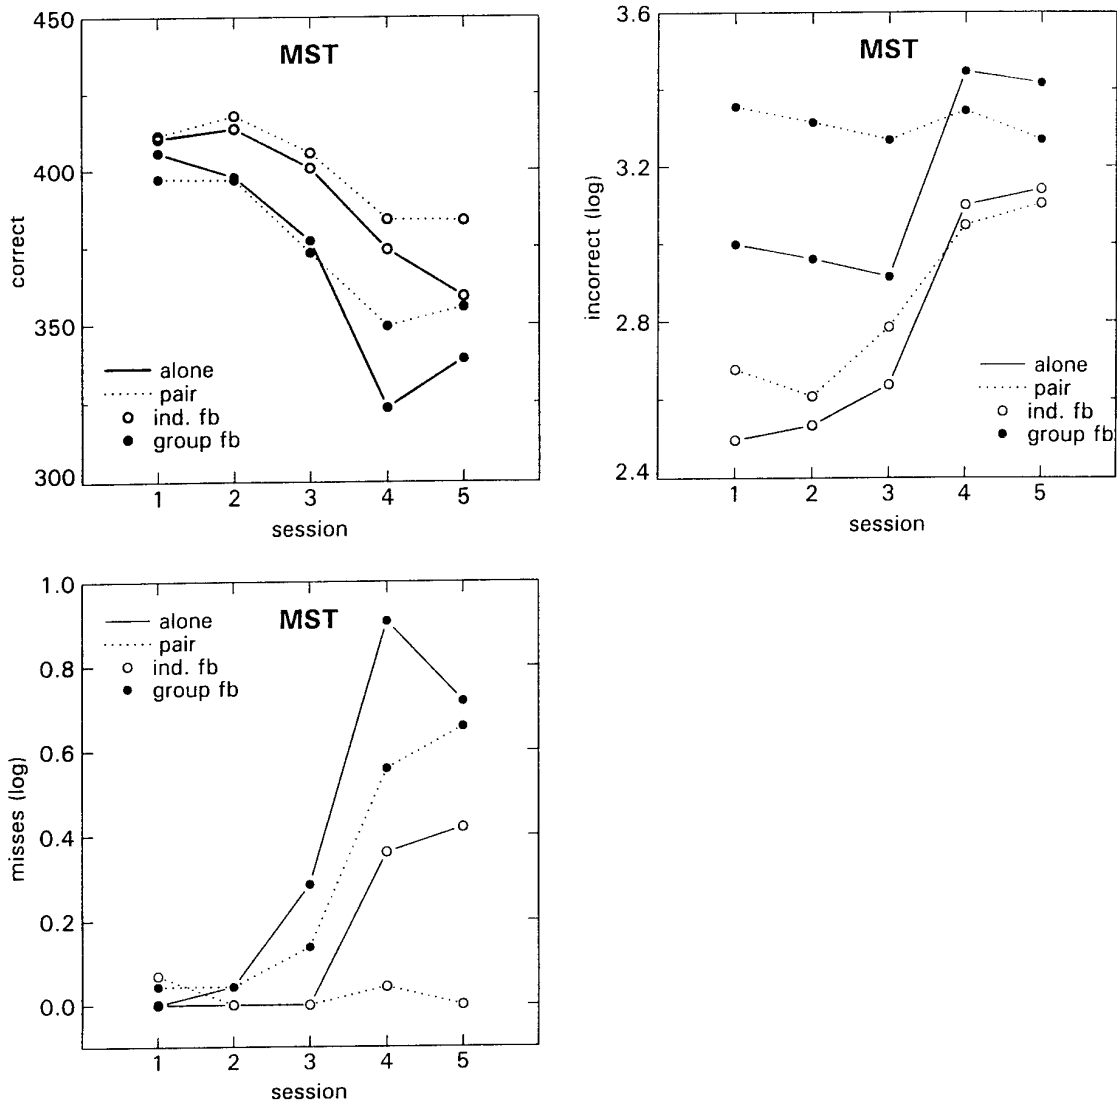 MST
450
400
350
300
correct
alone
pair
ind. fb
group fb
1 2 3 4 5
session
MST
3.6
3.2
2.8
2.4
incorrect (log)
alone
pair
ind. fb
group fb
1 2 3 4 5
session
MST
1.0
0.8
0.6
0.4
0.2
0.0
misses (log)
alone
pair
ind. fb
group fb
1 2 3 4 5
session